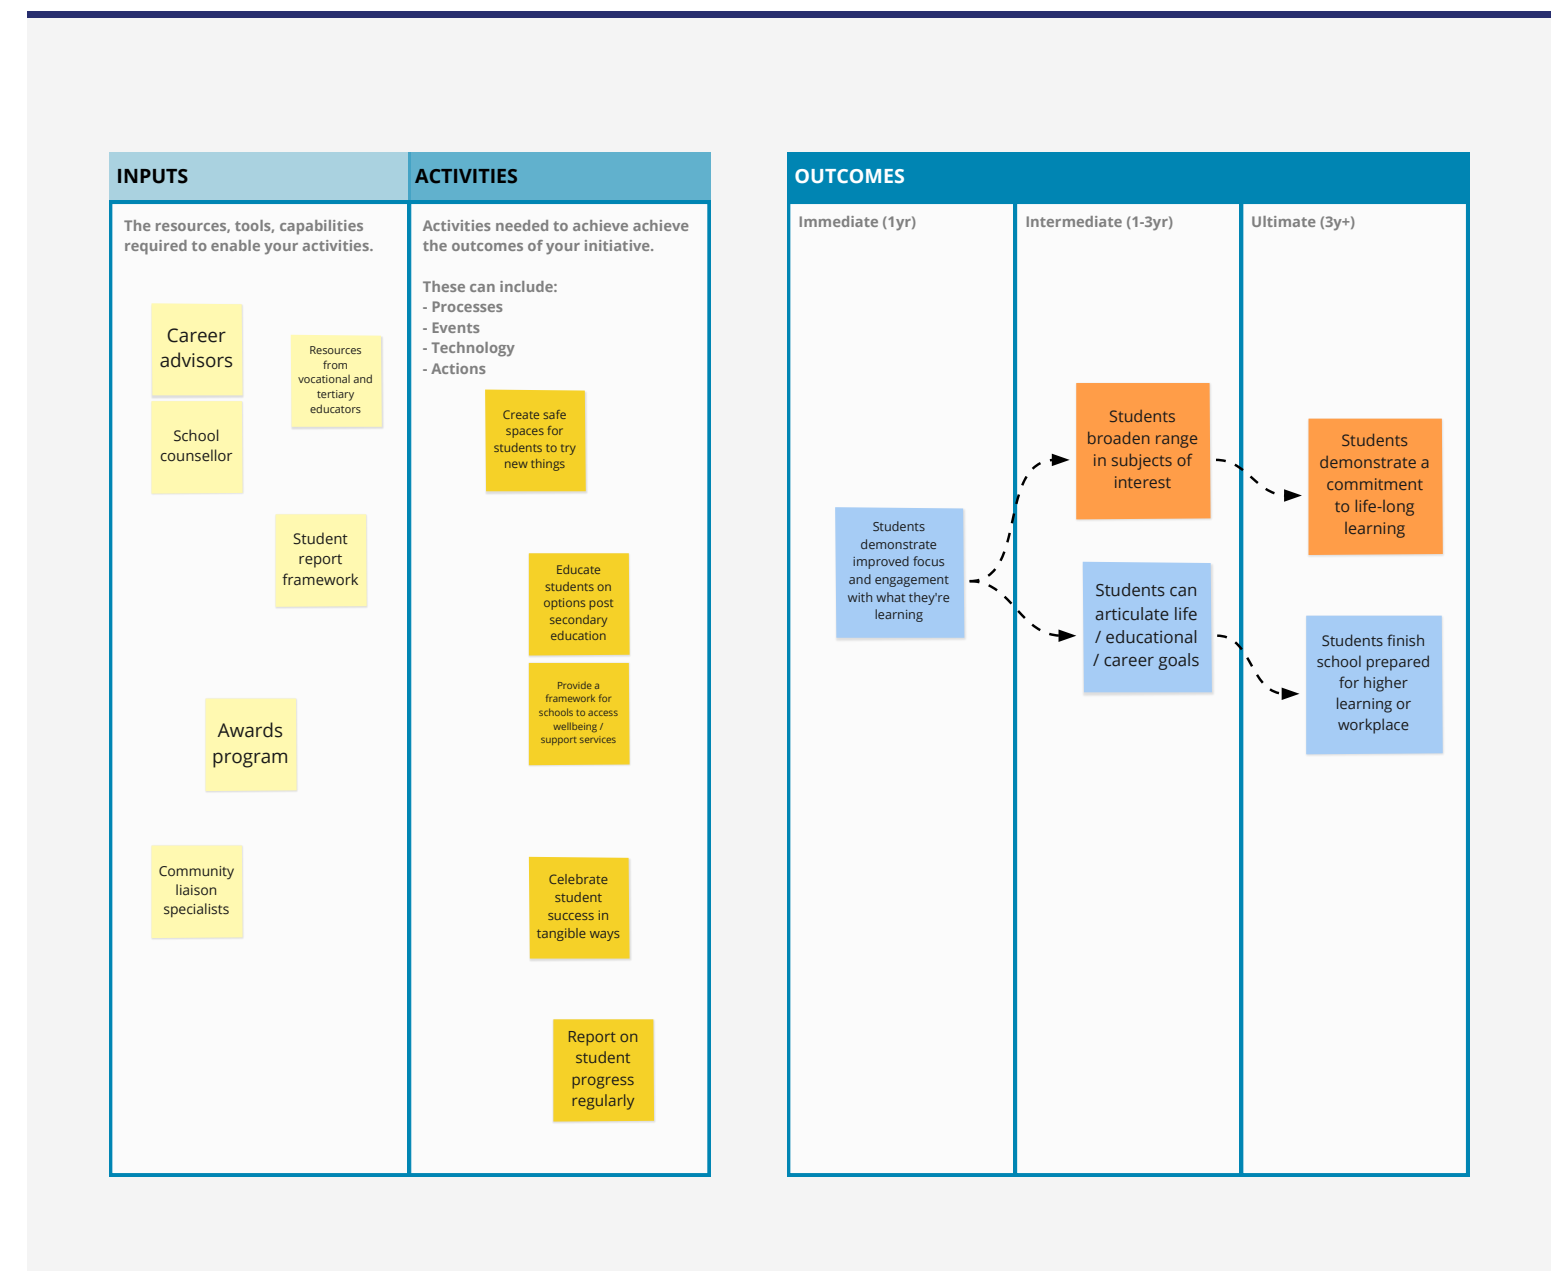 INPUTS
ACTIVITIES
OUTCOMES
The resources, tools, capabilities
required to enable your activities.
Career
advisors
Resources
from
vocational and
tertiary
educators
School
counsellor
Student
report
framework
Awards
program
Community
liaison
specialists
Activities needed to achieve achieve
the outcomes of your initiative.
These can include:
- Processes
- Events
- Technology
- Actions
Create safe
spaces for
students to try
new things
Educate
students on
options post
secondary
education
Provide a
framework for
schools to access
wellbeing /
support services
Celebrate
student
success in
tangible ways
Report on
student
progress
regularly
Immediate (1yr)
Students
demonstrate
improved focus
and engagement
with what they're
learning
Intermediate (1-3yr)
Students
broaden range
in subjects of
interest
Students can
articulate life
/ educational
/ career goals
Ultimate (3y+)
Students
demonstrate a
commitment
to life-long
learning
Students finish
school prepared
for higher
learning or
workplace